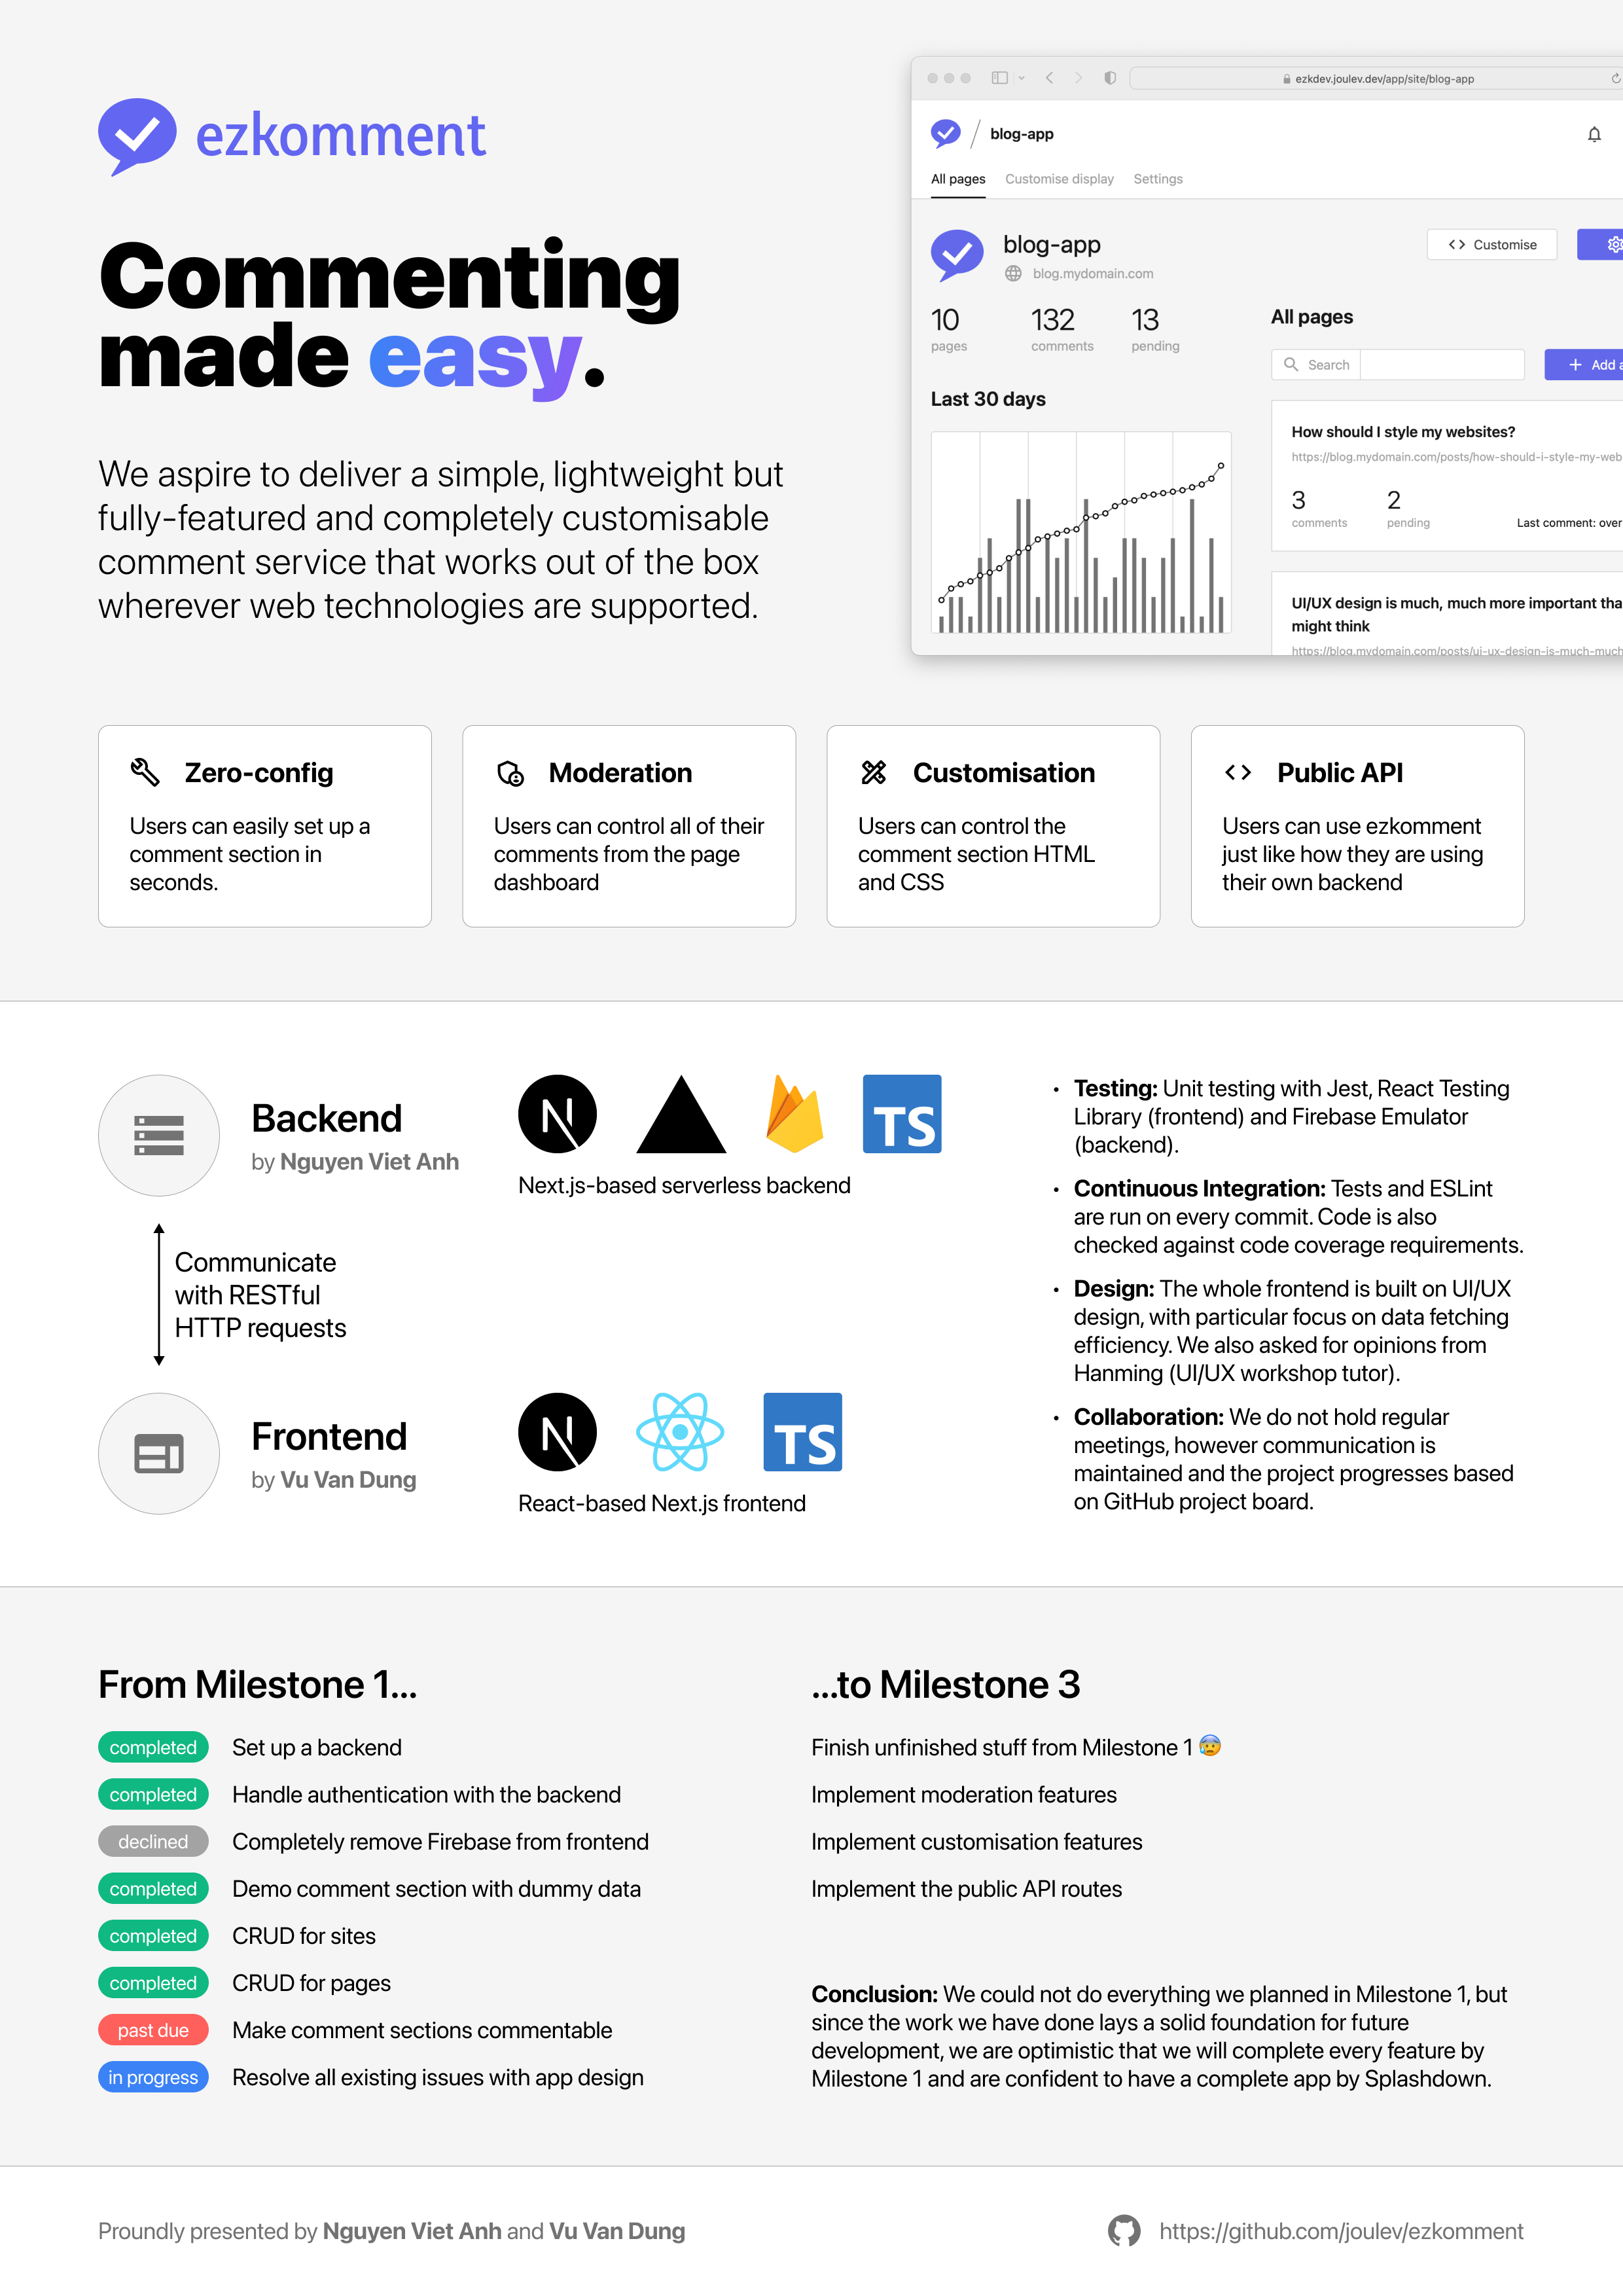 ezkomment
Commenting
made easy.
We aspire to deliver a simple, lightweight but
fully-featured and completely customisable
comment service that works out of the box
wherever web technologies are supported.
ezkdev.joulev.dev/app/site/blog-app
blog-app
All pages Customise display Settings
blog-app
blog.mydomain.com
<> Customise
10 132 13
pages comments pending
Last 30 days
All pages
Search
+ Add
How should I style my websites?
https://blog.mydomain.com/posts/how-should-i-style-my-web
3 2
comments pending
Last comment: over
UI/UX design is much, much more important tha
might think
https://blog.mydomain.com/posts/ui-ux-design-is-much-much
Zero-config
Users can easily set up a
comment section in
seconds.
Moderation
Users can control all of their
comments from the page
dashboard
Customisation
Users can control the
comment section HTML
and CSS
Public API
Users can use ezkomment
just like how they are using
their own backend
Backend
by Nguyen Viet Anh
N TS
Next.js-based serverless backend
Communicate
with RESTful
HTTP requests
Frontend
by Vu Van Dung
N TS
React-based Next.js frontend
• Testing: Unit testing with Jest, React Testing
Library (frontend) and Firebase Emulator
(backend).
• Continuous Integration: Tests and ESLint
are run on every commit. Code is also
checked against code coverage requirements.
• Design: The whole frontend is built on UI/UX
design, with particular focus on data fetching
efficiency. We also asked for opinions from
Hanming (UI/UX workshop tutor).
• Collaboration: We do not hold regular
meetings, however communication is
maintained and the project progresses based
on GitHub project board.
From Milestone 1...
completed Set up a backend
completed Handle authentication with the backend
declined Completely remove Firebase from frontend
completed Demo comment section with dummy data
completed CRUD for sites
completed CRUD for pages
past due Make comment sections commentable
in progress Resolve all existing issues with app design
...to Milestone 3
Finish unfinished stuff from Milestone 1 😰
Implement moderation features
Implement customisation features
Implement the public API routes
Conclusion: We could not do everything we planned in Milestone 1, but
since the work we have done lays a solid foundation for future
development, we are optimistic that we will complete every feature by
Milestone 1 and are confident to have a complete app by Splashdown.
Proundly presented by Nguyen Viet Anh and Vu Van Dung
https://github.com/joulev/ezkomment